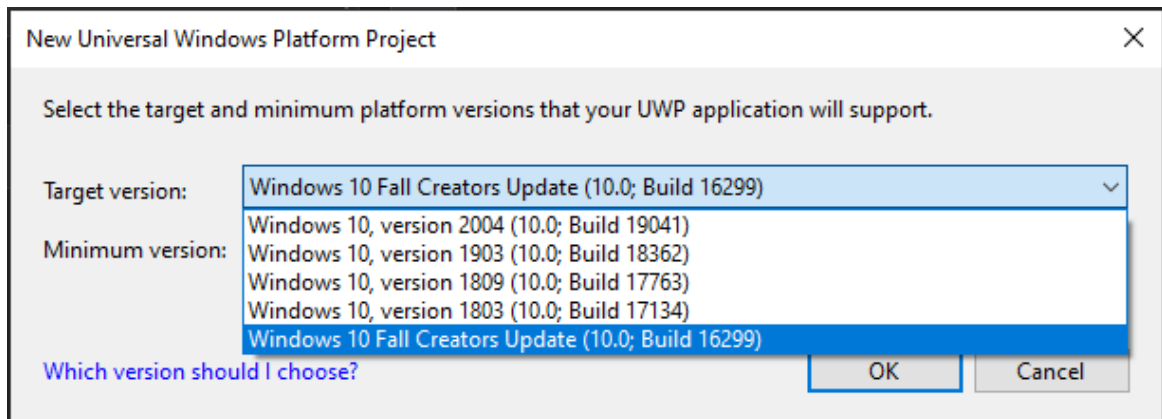 New Universal Windows Platform Project
Select the target and minimum platform versions that your UWP application will support.
Target version: Windows 10 Fall Creators Update (10.0; Build 16299)
Windows 10, version 2004 (10.0; Build 19041)
Minimum version: Windows 10, version 1903 (10.0; Build 18362)
Windows 10, version 1809 (10.0; Build 17763)
Windows 10, version 1803 (10.0; Build 17134)
Windows 10 Fall Creators Update (10.0; Build 16299)
Which version should I choose? OK Cancel